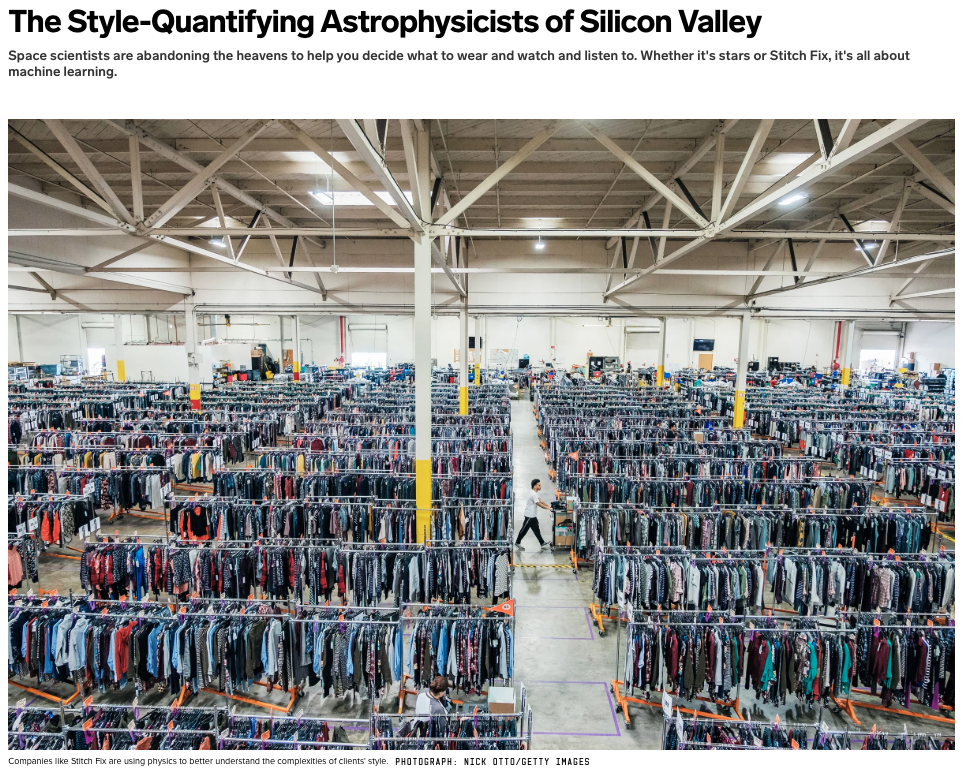 The Style-Quantifying Astrophysicists of Silicon Valley
Space scientists are abandoning the heavens to help you decide what to wear and watch and listen to. Whether it's stars or Stitch Fix, it's all about
machine learning.
Companies like Stitch Fix are using physics to better understand the complexities of clients' style. PHOTOGRAPH: NICK OTTO/GETTY IMAGES